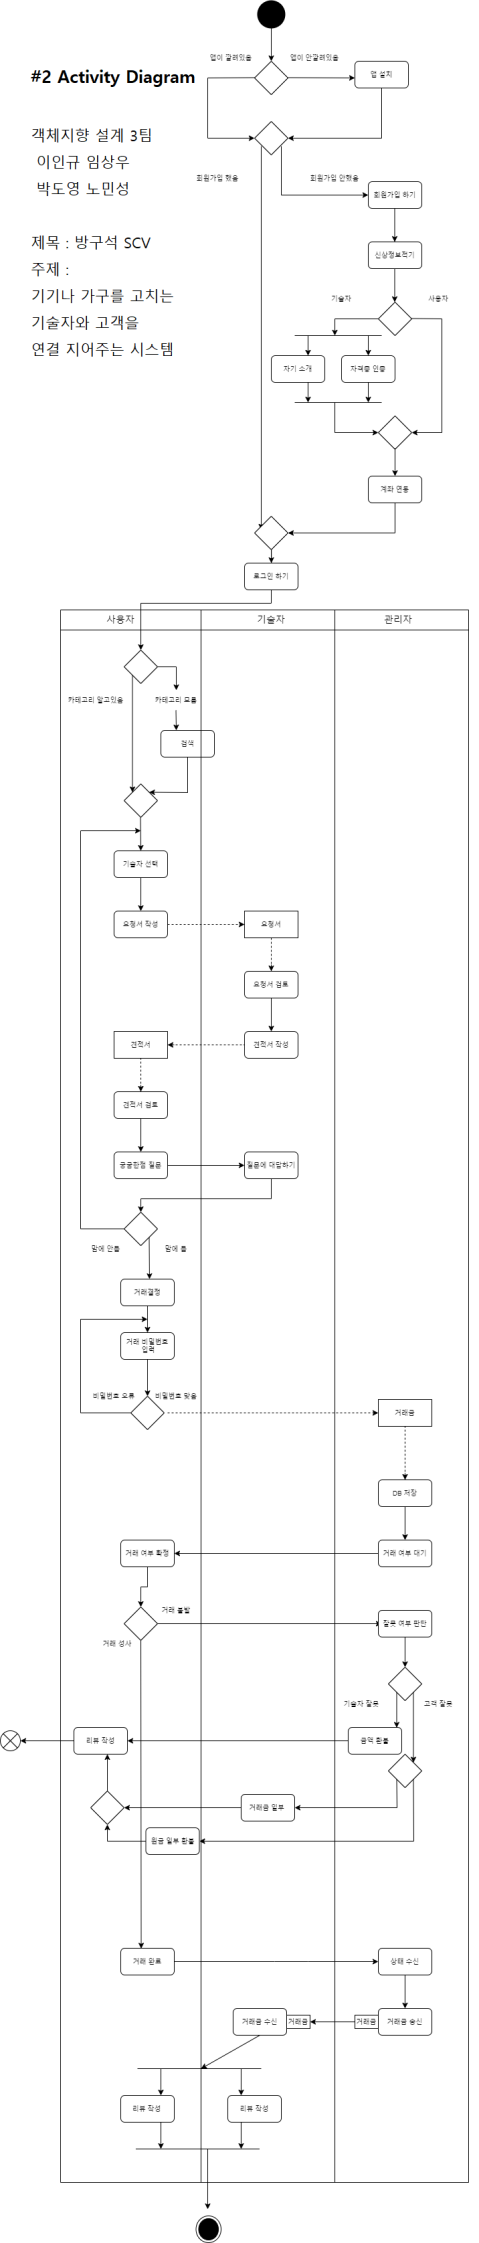 앱이 깔려있음
앱이 안깔려있음
앱 설치
#2 Activity Diagram
객체지향 설계 3팀
이인규 임상우
박도영 노민성
제목 : 방구석 SCV
주제 :
기기나 가구를 고치는
기술자와 고객을
연결 지어주는 시스템
회원가입 했음
회원가입 안했음
회원가입 하기
신상정보적기
기술자
사용자
자기 소개
자격증 인증
계좌 연동
로그인 하기
사용자
기술자
관리자
카테고리 알고있음
카테고리 모름
검색
기술자 선택
요청서 작성
요청서
요청서 검토
견적서
견적서 작성
견적서 검토
궁금한점 질문
질문에 대답하기
맘에 안듦
맘에 듦
거래결정
거래 비밀번호
입력
비밀번호 오류
비밀번호 맞음
거래금
DB 저장
거래 여부 확정
거래 여부 대기
거래 불발
거래 성사
잘못 여부 판단
기술자 잘못
고객 잘못
리뷰 작성
금액 환불
거래금 일부
원금 일부 환불
거래 완료
상태 수신
거래금 수신
거래금
거래금
거래금 송신
리뷰 작성
리뷰 작성